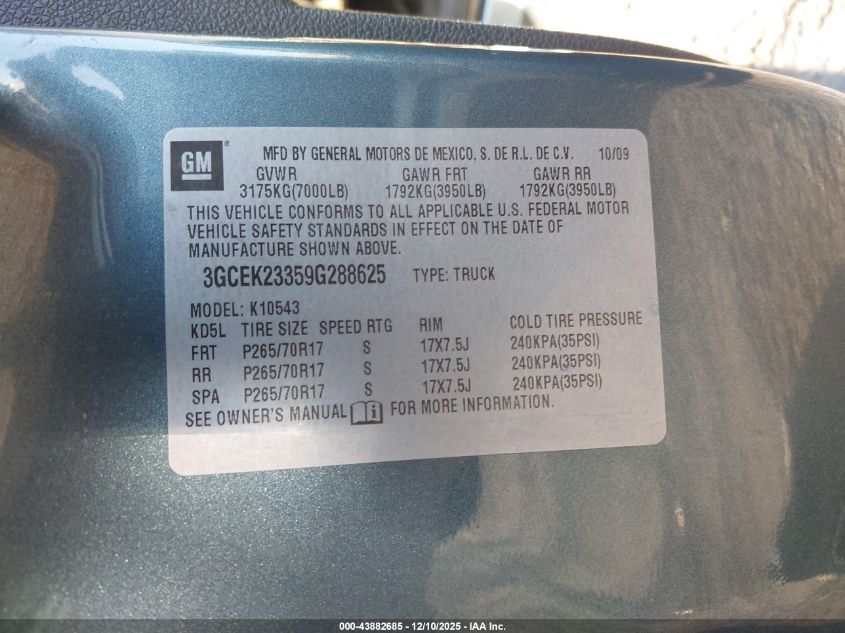 GM
MFD BY GENERAL MOTORS DE MEXICO, S. DE R.L. DE C.V. 10/09
GVWR GAWR FRT GAWR RR
3175KG(7000LB) 1792KG(3950LB) 1792KG(3950LB)
THIS VEHICLE CONFORMS TO ALL APPLICABLE U.S. FEDERAL MOTOR
VEHICLE SAFETY STANDARDS IN EFFECT ON THE DATE OF
MANUFACTURE SHOWN ABOVE.
3GCEK23359G288625 TYPE: TRUCK
MODEL: K10543
KD5L TIRE SIZE SPEED RTG RIM COLD TIRE PRESSURE
FRT P265/70R17 S 17X7.5J 240KPA(35PSI)
RR P265/70R17 S 17X7.5J 240KPA(35PSI)
SPA P265/70R17 S 17X7.5J 240KPA(35PSI)
SEE OWNER'S MANUAL FOR MORE INFORMATION.
000-43882685 - 12/10/2025 - IAA Inc.